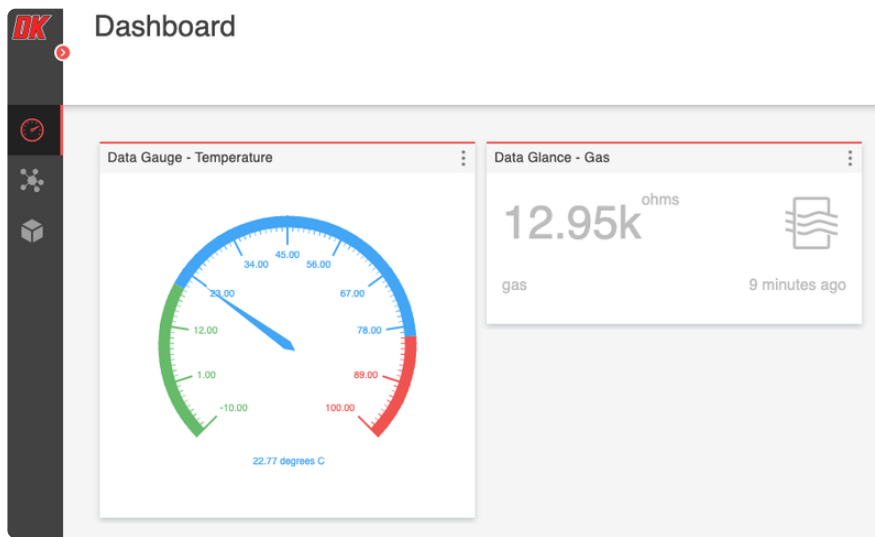 DK
Dashboard
Data Gauge - Temperature
45.00
34.00
56.00
23.00
67.00
12.00
78.00
1.00
89.00
-10.00
100.00
22.77 degrees C
Data Glance - Gas
12.95k ohms
gas
9 minutes ago